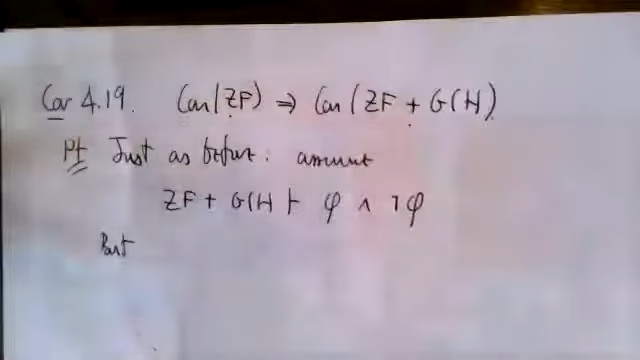 Cor 4.19. Con(ZF) ⇒ Con(ZF + GCH)
Pf Just as before: assume
ZF + GCH ⊢ φ ∧ ¬φ
But